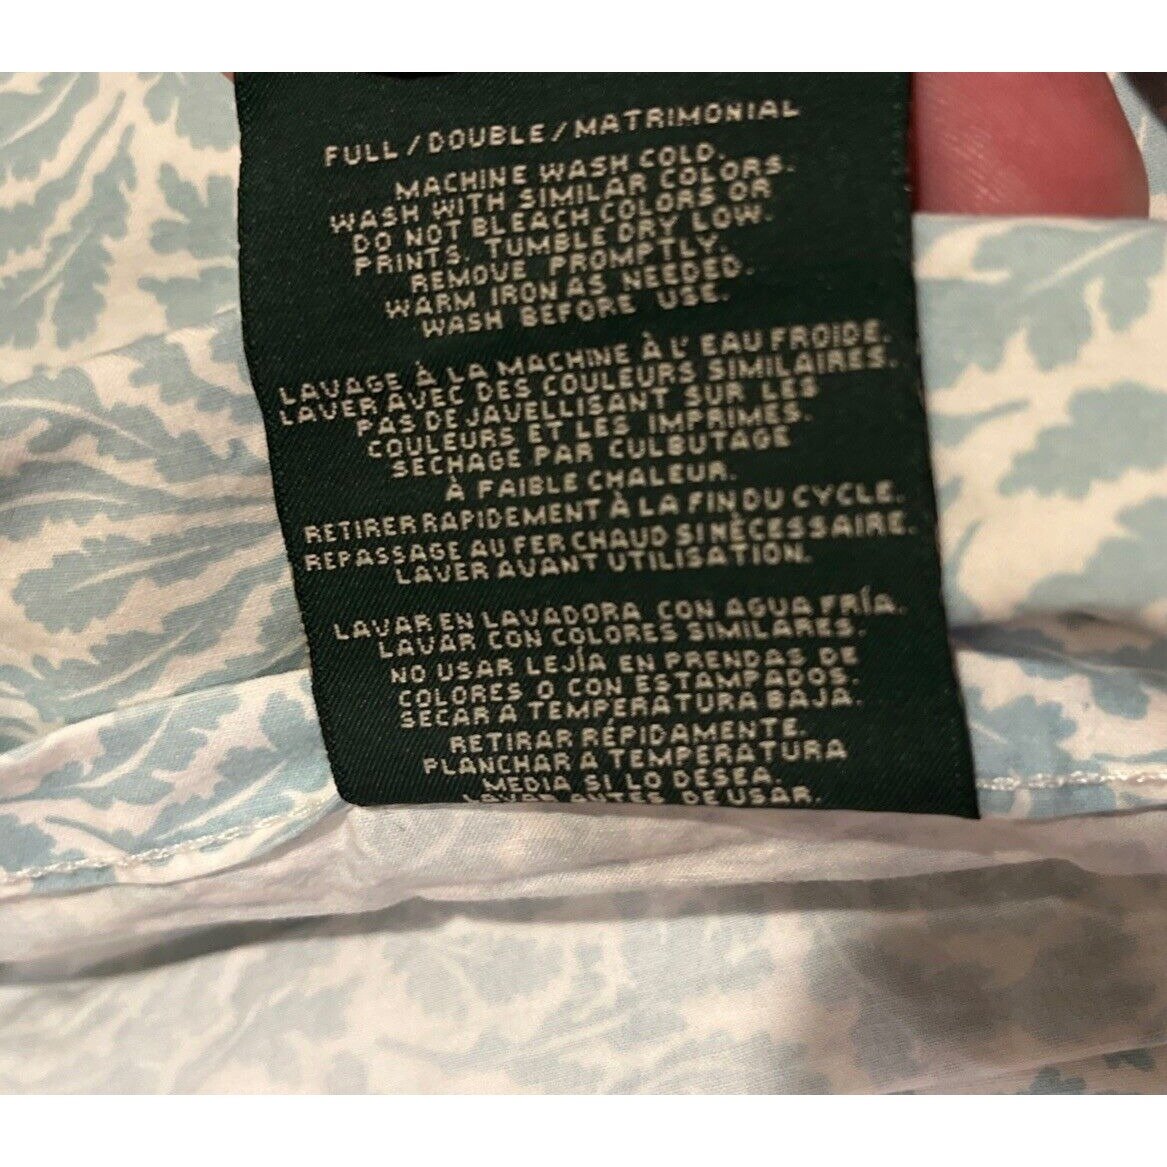 FULL/DOUBLE/MATRIMONIAL
MACHINE WASH COLD.
WASH WITH SIMILAR COLORS.
DO NOT BLEACH COLORS OR
PRINTS. TUMBLE DRY LOW.
REMOVE PROMPTLY.
WARM IRON AS NEEDED.
WASH BEFORE USE.
LAVAGE À LA MACHINE À L'EAU FROIDE.
LAVER AVEC DES COULEURS SIMILAIRES.
PAS DE JAVELLISANT SUR LES
COULEURS ET LES IMPRIMES.
SECHAGE PAR CULBUTAGE
À FAIBLE CHALEUR.
RETIRER RAPIDEMENT À LA FIN DU CYCLE.
REPASSAGE AU FER CHAUD SI NÈCESSAIRE.
LAVER AVANT UTILISATION.
LAVAR EN LAVADORA CON AGUA FRÍA.
LAVAR CON COLORES SIMILARES.
NO USAR LEJÍA EN PRENDAS DE
COLORES O CON ESTAMPADOS.
SECAR A TEMPERATURA BAJA.
RETIRAR RÉPIDAMENTE.
PLANCHAR A TEMPERATURA
MEDIA SI LO DESEA.
LAVAR ANTES DE USAR.